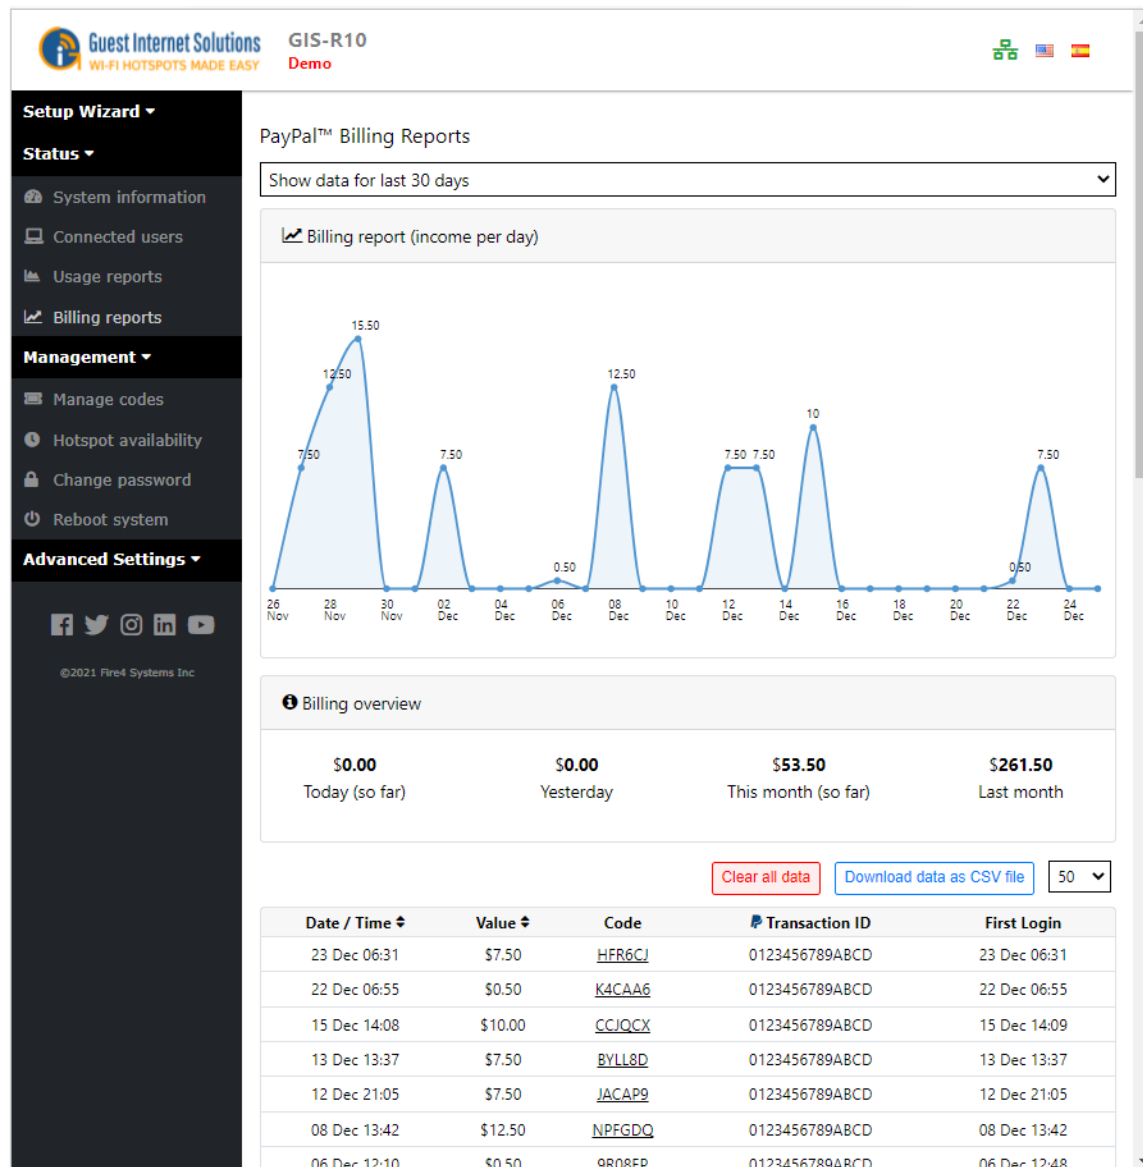 Guest Internet Solutions
WI-FI HOTSPOTS MADE EASY
GIS-R10
Demo
Setup Wizard
Status
System information
Connected users
Usage reports
Billing reports
Management
Manage codes
Hotspot availability
Change password
Reboot system
Advanced Settings
©2021 Fire4 Systems Inc
PayPal™ Billing Reports
Show data for last 30 days
Billing report (income per day)
15.50
12.50 12.50
10
7.50 7.50 7.50 7.50 7.50
0.50 0.50
26 28 30 02 04 06 08 10 12 14 16 18 20 22 24
Nov Nov Nov Dec Dec Dec Dec Dec Dec Dec Dec Dec Dec Dec Dec
Billing overview
$0.00 $0.00 $53.50 $261.50
Today (so far) Yesterday This month (so far) Last month
Clear all data Download data as CSV file 50
Date / Time Value Code Transaction ID First Login
23 Dec 06:31 $7.50 HFR6CJ 0123456789ABCD 23 Dec 06:31
22 Dec 06:55 $0.50 K4CAA6 0123456789ABCD 22 Dec 06:55
15 Dec 14:08 $10.00 CCJQCX 0123456789ABCD 15 Dec 14:09
13 Dec 13:37 $7.50 BYLL8D 0123456789ABCD 13 Dec 13:37
12 Dec 21:05 $7.50 JACAP9 0123456789ABCD 12 Dec 21:05
08 Dec 13:42 $12.50 NPFGDQ 0123456789ABCD 08 Dec 13:42
06 Dec 12:10 $0.50 0123456789ABCD 06 Dec 12:48